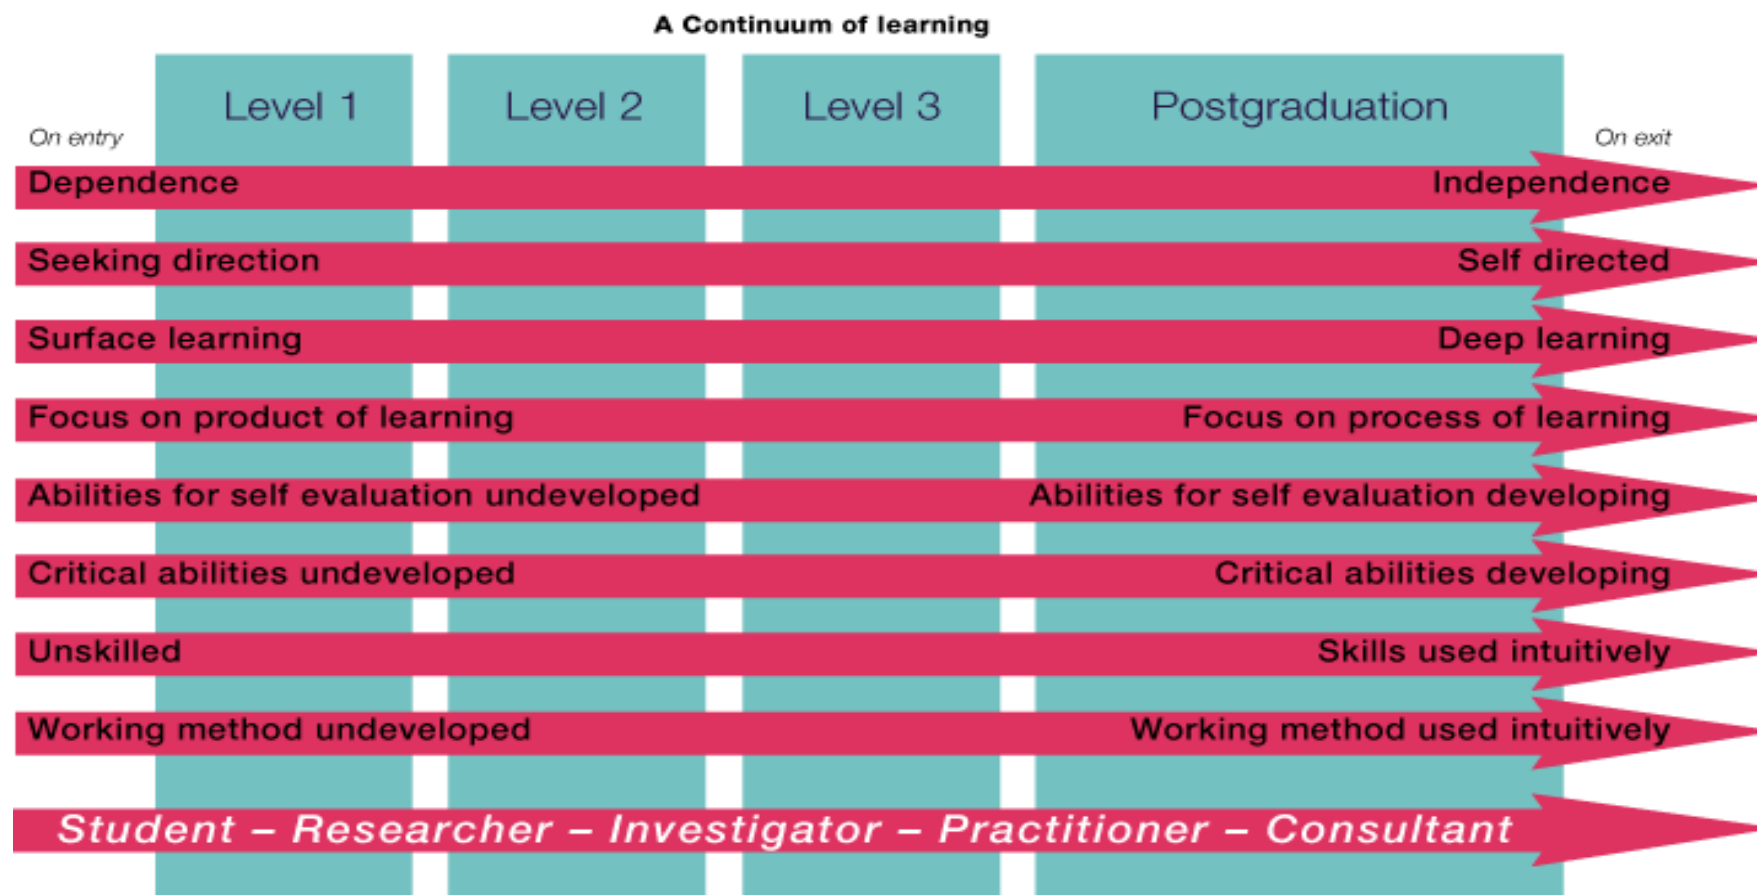 A Continuum of learning
Level 1 Level 2 Level 3 Postgraduation
On entry On exit
Dependence Independence
Seeking direction Self directed
Surface learning Deep learning
Focus on product of learning Focus on process of learning
Abilities for self evaluation undeveloped Abilities for self evaluation developing
Critical abilities undeveloped Critical abilities developing
Unskilled Skills used intuitively
Working method undeveloped Working method used intuitively
Student – Researcher – Investigator – Practitioner – Consultant